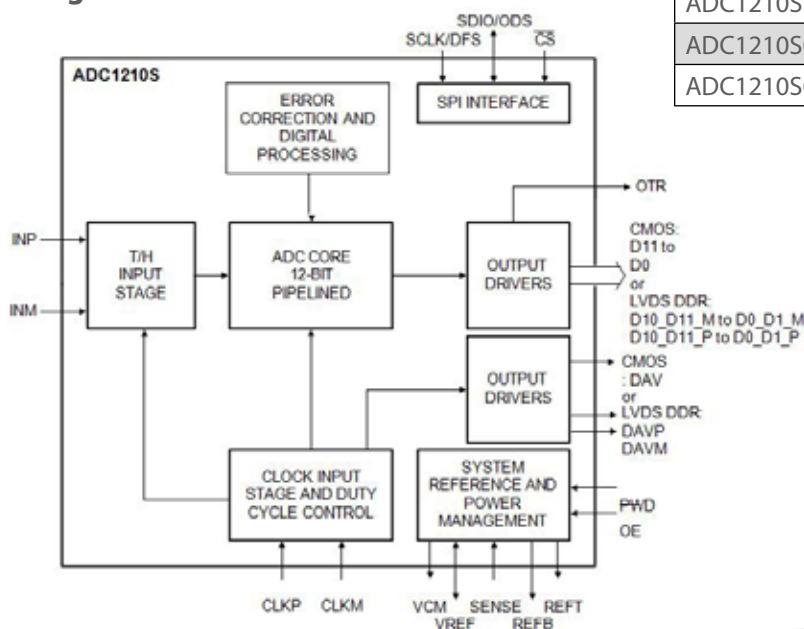 SDIO/ODS
SCLK/DFS
CS
ADC1210S
ADC1210S
ADC1210S
ADC1210S
ERROR
CORRECTION AND
DIGITAL
PROCESSING
SPI INTERFACE
OTR
INP
INM
T/H
INPUT
STAGE
ADC CORE
12-BIT
PIPELINED
OUTPUT
DRIVERS
CMOS:
D11 to
D0
or
LVDS DDR:
D10_D11_M to D0_D1_M
D10_D11_P to D0_D1_P
OUTPUT
DRIVERS
CMOS
: DAV
or
LVDS DDR:
DAVP
DAVM
CLOCK INPUT
STAGE AND DUTY
CYCLE CONTROL
SYSTEM
REFERENCE AND
POWER
MANAGEMENT
PWD
OE
CLKP CLKM
VCM SENSE REFT
VREF REFB